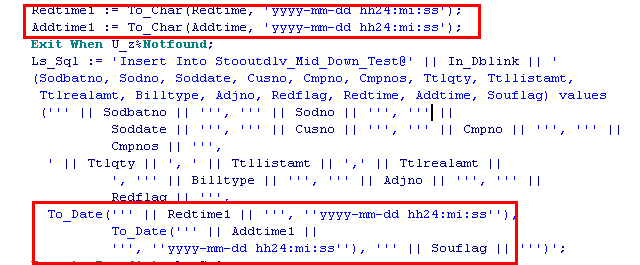 Redtime1 := To_Char(Redtime, 'yyyy-mm-dd hh24:mi:ss');
Addtime1 := To_Char(Addtime, 'yyyy-mm-dd hh24:mi:ss');
Exit When U_z%Notfound;
Ls_Sql := 'Insert Into Stooutdlv_Mid_Down_Test@' || In_Dblink || '
(Sodbatno, Sodno, Soddate, Cusno, Cmpno, Cmpnos, Ttlqty, Ttllistamt,
Ttlrealamt, Billtype, Adjno, Redflag, Redtime, Addtime, Souflag) values
(''' || Sodbatno || ''', ''' || Sodno || ''', ''' ||
Soddate || ''', ''' || Cusno || ''', ''' || Cmpno || ''', ''' ||
Cmpnos || ''',
' || Ttlqty || ', ' || Ttllistamt || ',' || Ttlrealamt ||
', ''' || Billtype || ''', ''' || Adjno || ''', ''' ||
Redflag || ''',
To_Date(''' || Redtime1 || ''', ''yyyy-mm-dd hh24:mi:ss''),
To_Date(''' || Addtime1 ||
''', ''yyyy-mm-dd hh24:mi:ss''), ''' || Souflag || ''')';